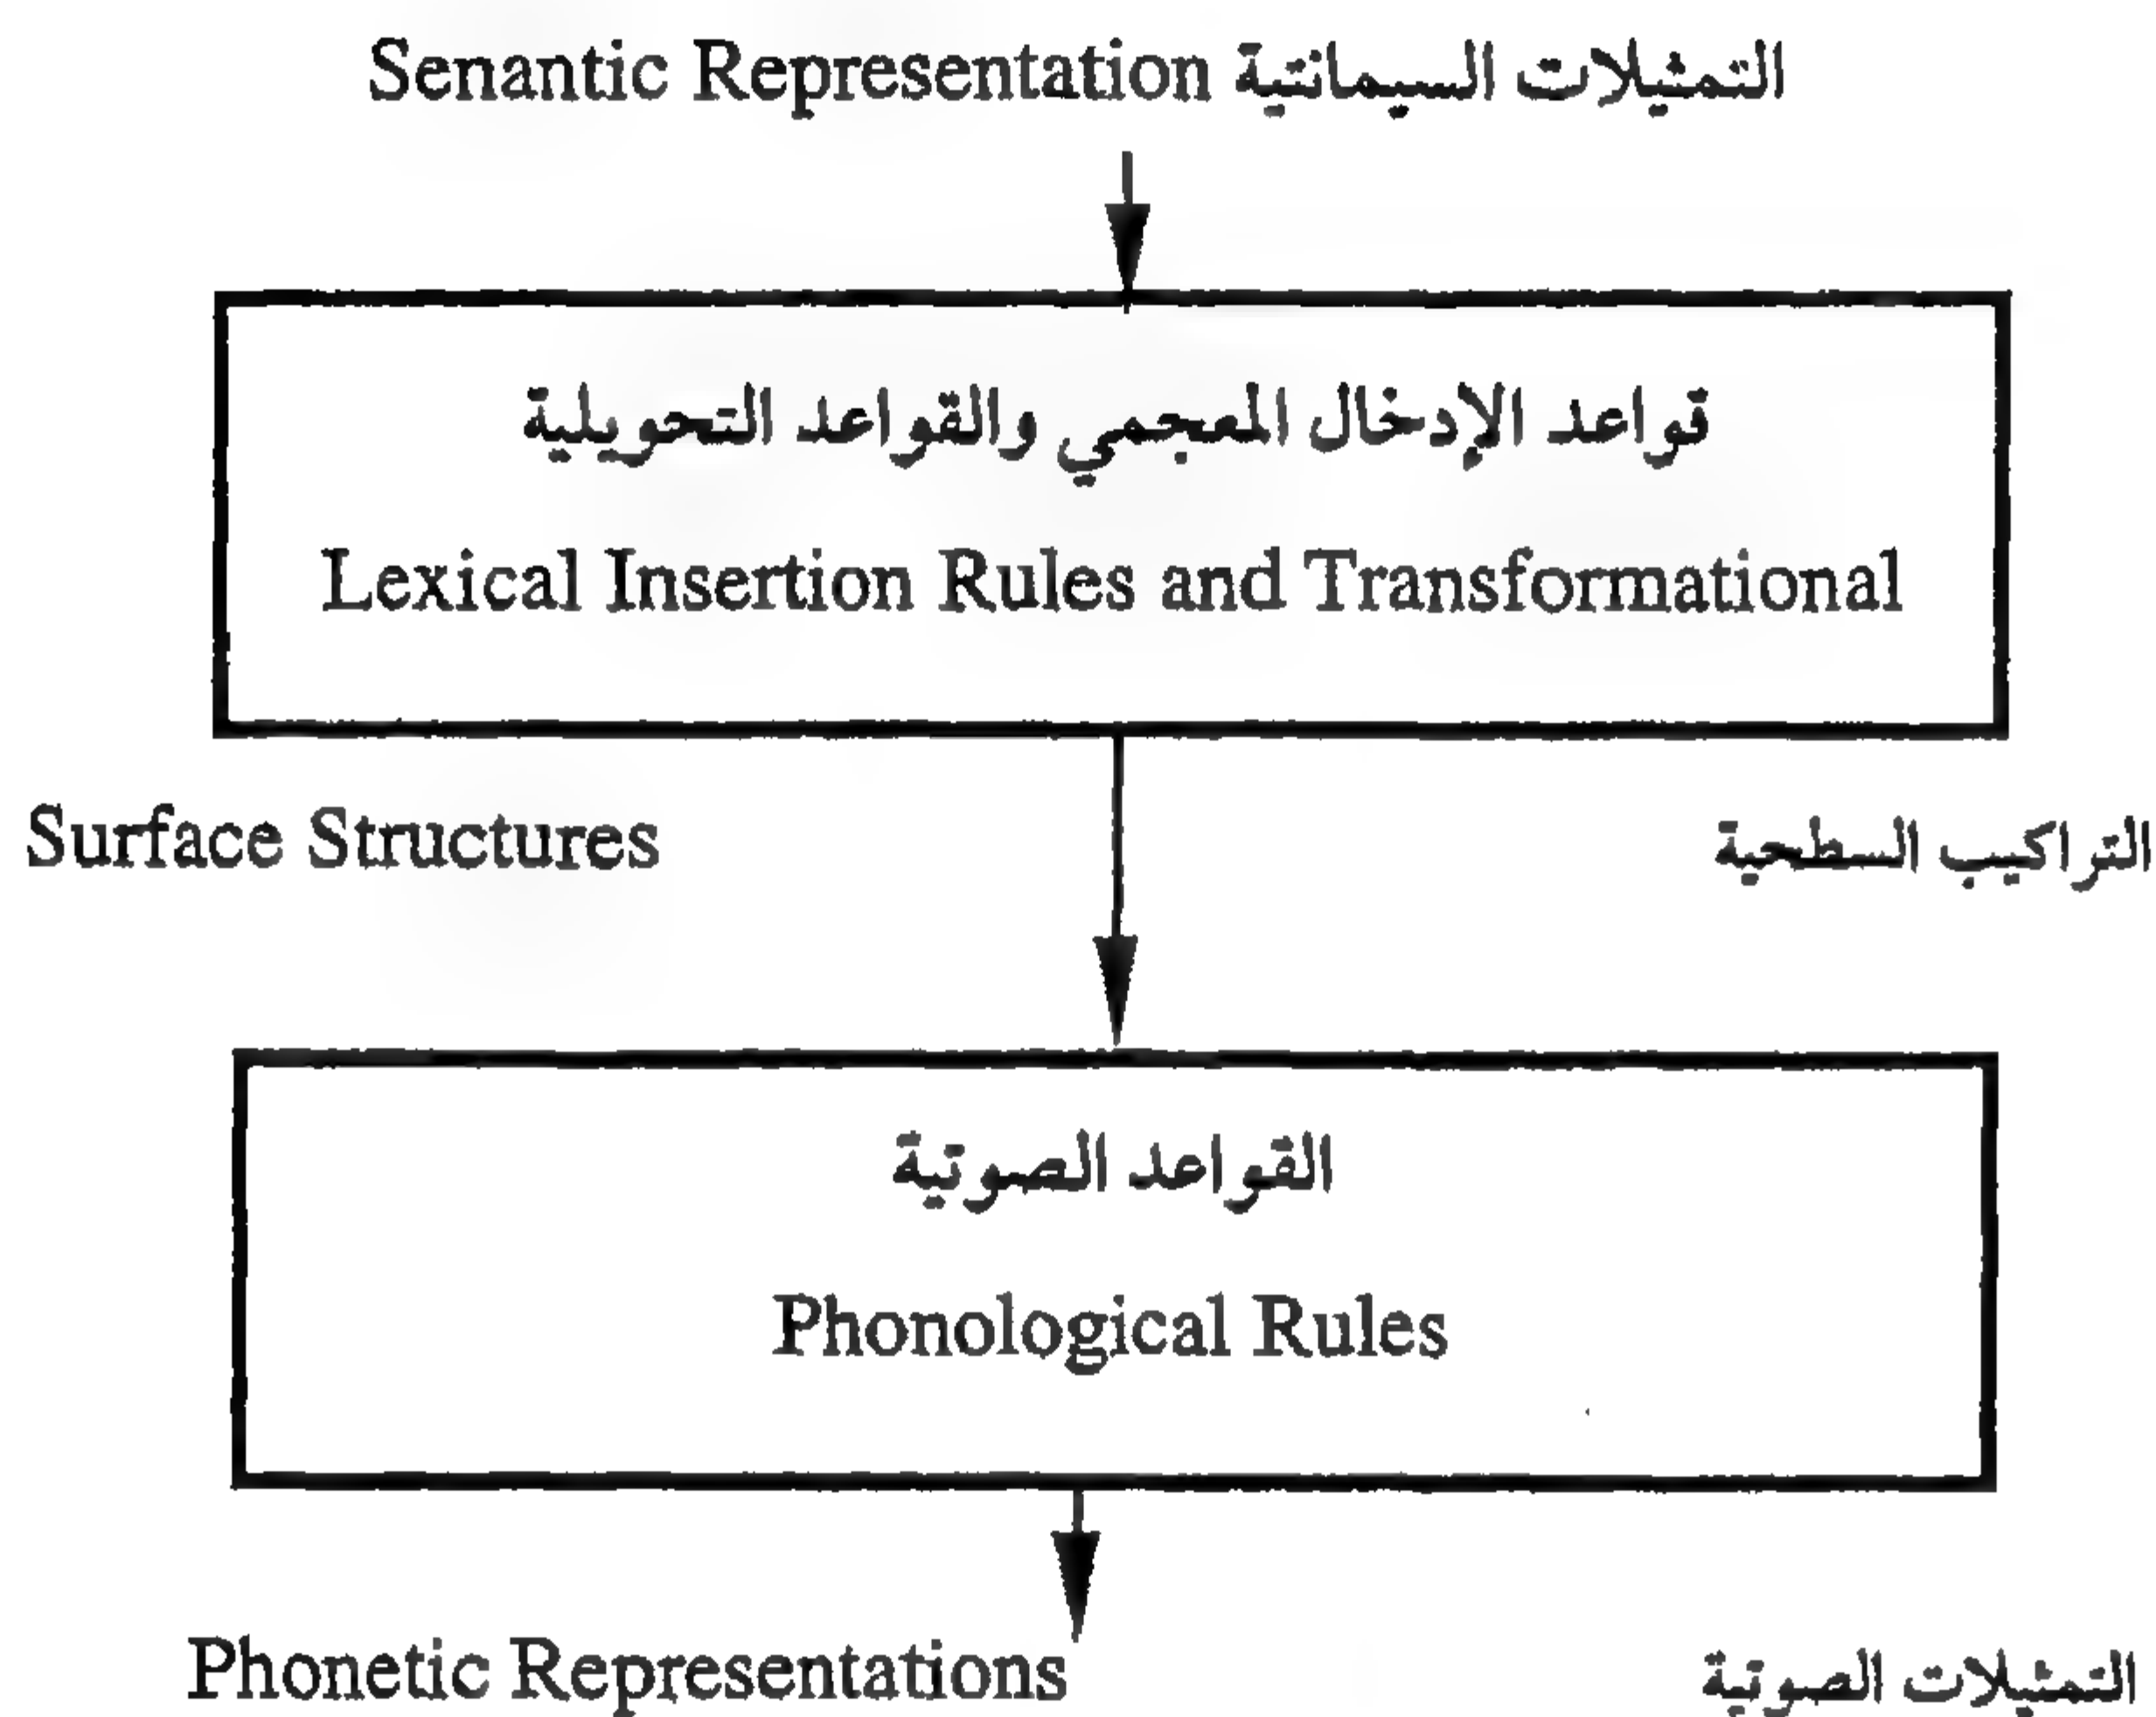 Senantic Representation التمثيلات السيمانتية
قواعد الإدخال المعجمي والقواعد التحويلية
Lexical Insertion Rules and Transformational
Surface Structures التراكيب السطحية
القواعد الصوتية
Phonological Rules
Phonetic Representations التمثيلات الصوتية